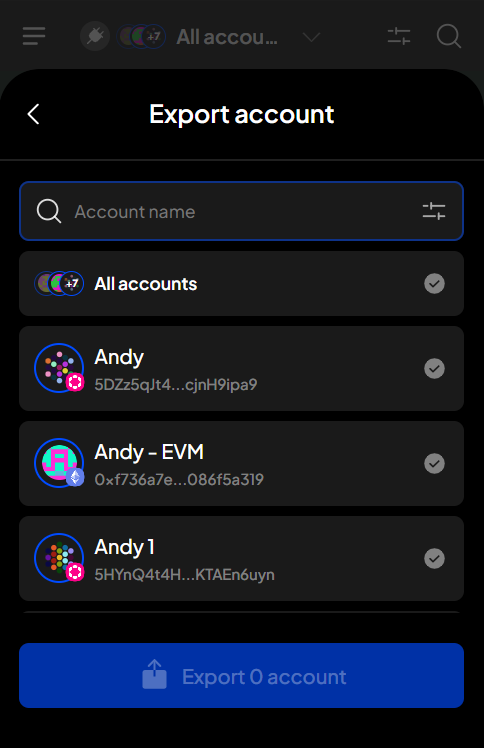 +7 All accou...
Export account
Account name
+7 All accounts
Andy
5DZz5qJt4...cjnH9ipa9
Andy - EVM
0xf736a7e...086f5a319
Andy 1
5HYnQ4t4H...KTAEn6uyn
Export 0 account